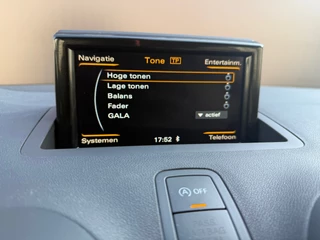 Navigatie Tone TP Entertainm.
Hoge tonen
Lage tonen
Balans
Fader
GALA actief
Systemen 17:52 Telefoon
A OFF